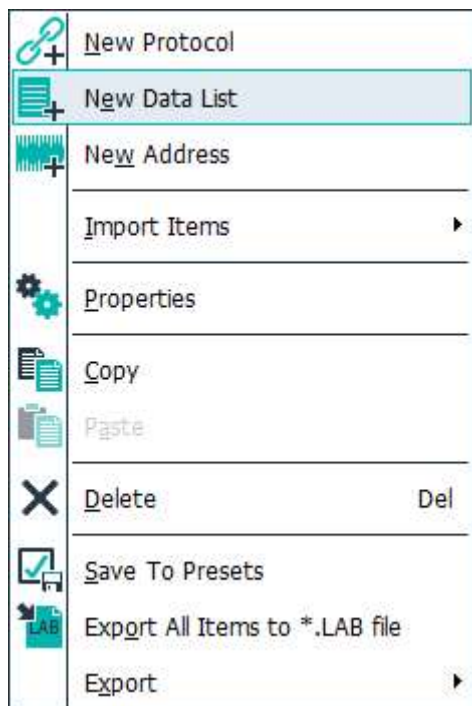 New Protocol
New Data List
New Address
Import Items
Properties
Copy
Paste
Delete Del
Save To Presets
LAB Export All Items to *.LAB file
Export